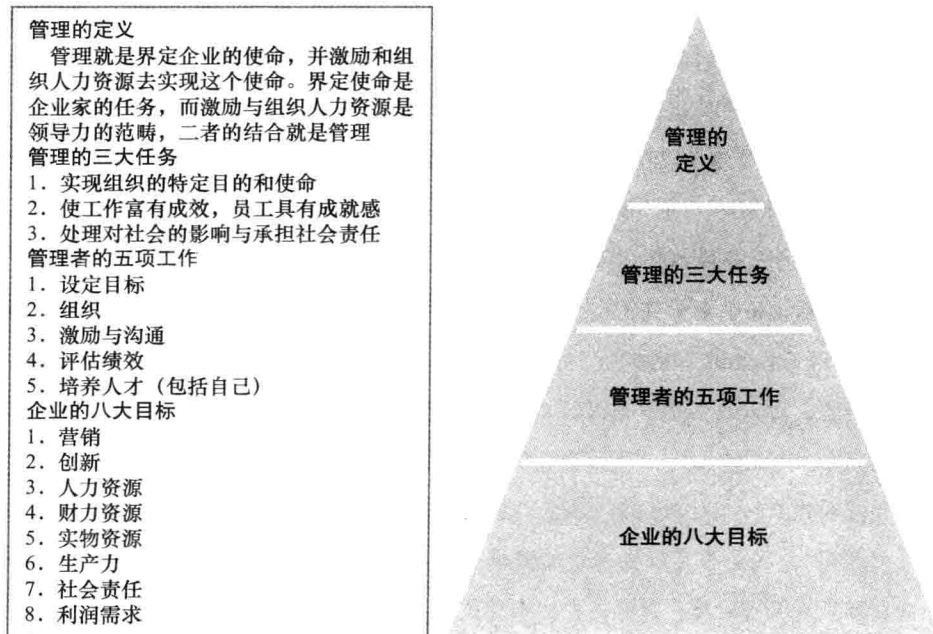 管理的定义
管理就是界定企业的使命，并激励和组
织人力资源去实现这个使命。界定使命是
企业家的任务，而激励与组织人力资源是
领导力的范畴，二者的结合就是管理
管理的三大任务
1．实现组织的特定目的和使命
2．使工作富有成效，员工具有成就感
3．处理对社会的影响与承担社会责任
管理者的五项工作
1．设定目标
2．组织
3．激励与沟通
4．评估绩效
5．培养人才（包括自己）
企业的八大目标
1．营销
2．创新
3．人力资源
4．财力资源
5．实物资源
6．生产力
7．社会责任
8．利润需求
管理的
定义
管理的三大任务
管理者的五项工作
企业的八大目标